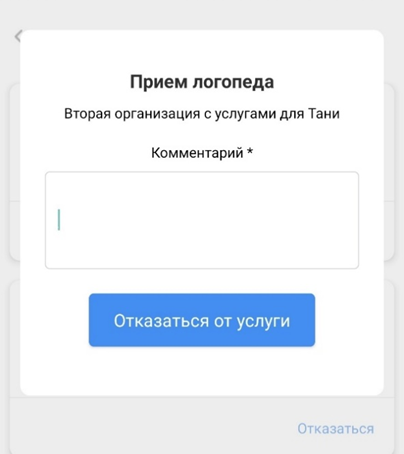 Прием логопеда
Вторая организация с услугами для Тани
Комментарий *
Отказаться от услуги
Отказаться